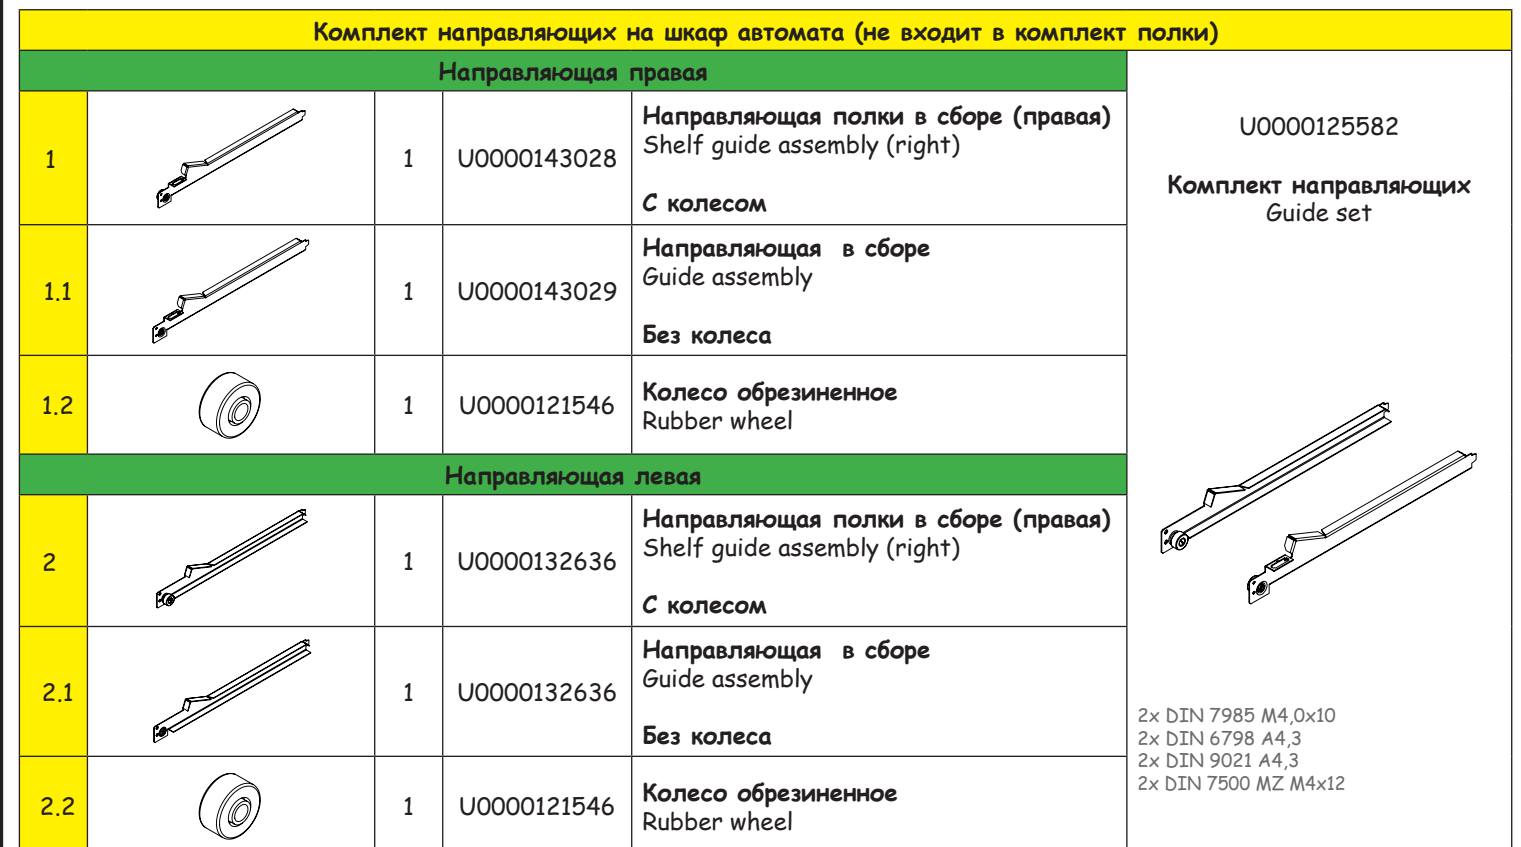 Комплект направляющих на шкаф автомата (не входит в комплект полки)
Направляющая правая
1
1
U0000143028
Направляющая полки в сборе (правая)
Shelf guide assembly (right)
С колесом
1.1
1
U0000143029
Направляющая в сборе
Guide assembly
Без колеса
1.2
1
U0000121546
Колесо обрезиненное
Rubber wheel
Направляющая левая
2
1
U0000132636
Направляющая полки в сборе (правая)
Shelf guide assembly (right)
С колесом
2.1
1
U0000132636
Направляющая в сборе
Guide assembly
Без колеса
2.2
1
U0000121546
Колесо обрезиненное
Rubber wheel
U0000125582
Комплект направляющих
Guide set
2x DIN 7985 M4,0x10
2x DIN 6798 A4,3
2x DIN 9021 A4,3
2x DIN 7500 MZ M4x12